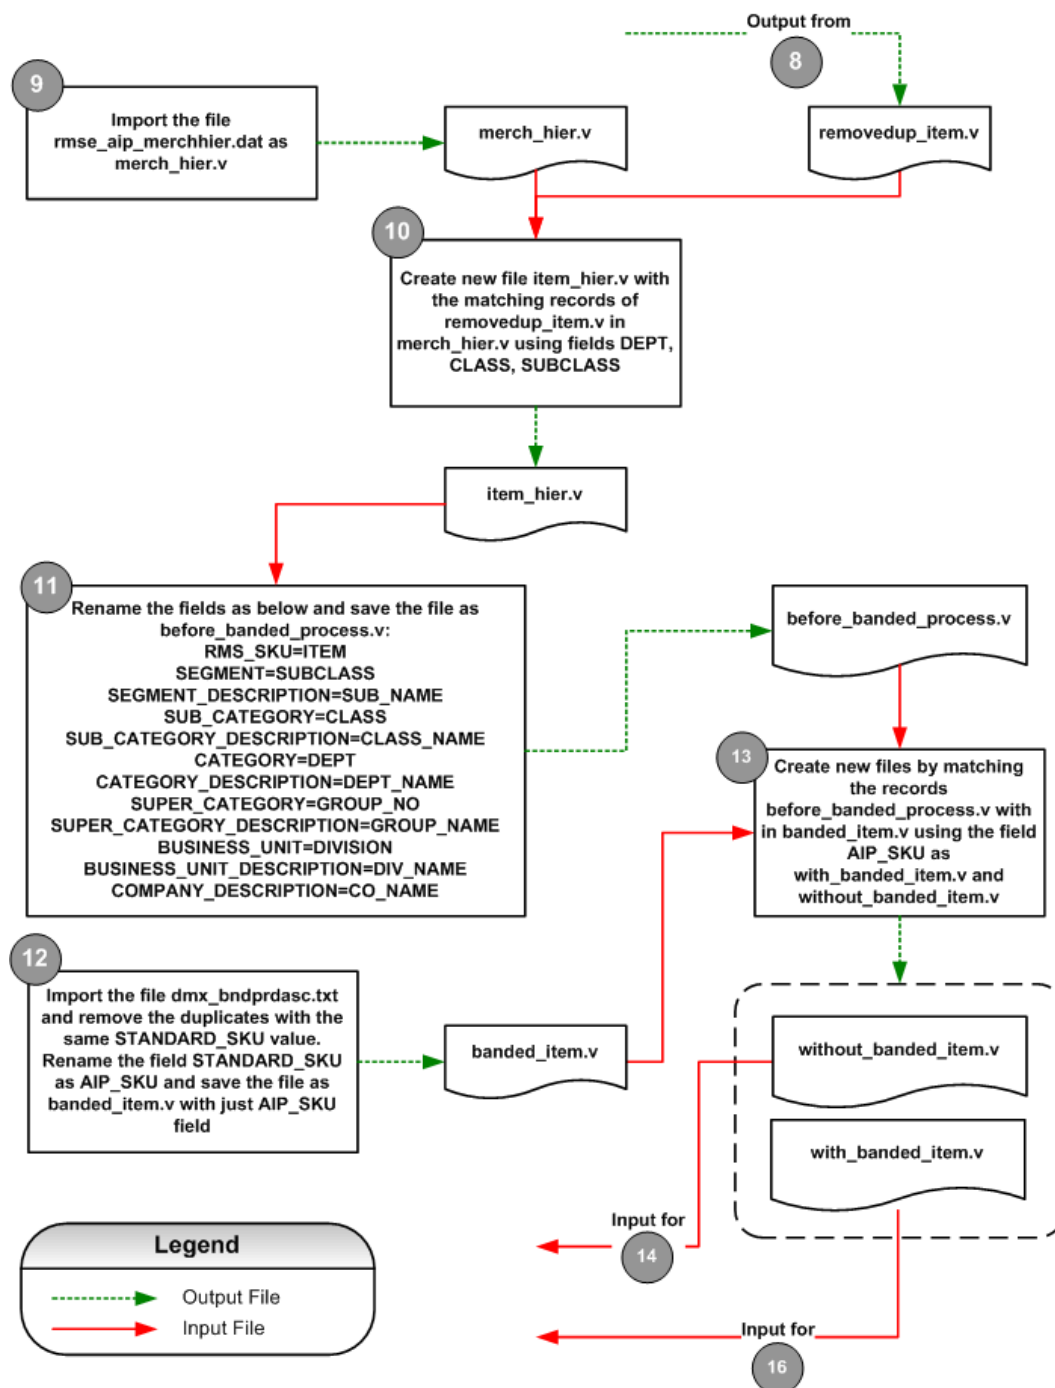 Output from
8
9
Import the file
rmse_aip_merchhier.dat as
merch_hier.v
merch_hier.v
removedup_item.v
10
Create new file item_hier.v with
the matching records of
removedup_item.v in
merch_hier.v using fields DEPT,
CLASS, SUBCLASS
item_hier.v
11
Rename the fields as below and save the file as
before_banded_process.v:
RMS_SKU=ITEM
SEGMENT=SUBCLASS
SEGMENT_DESCRIPTION=SUB_NAME
SUB_CATEGORY=CLASS
SUB_CATEGORY_DESCRIPTION=CLASS_NAME
CATEGORY=DEPT
CATEGORY_DESCRIPTION=DEPT_NAME
SUPER_CATEGORY=GROUP_NO
SUPER_CATEGORY_DESCRIPTION=GROUP_NAME
BUSINESS_UNIT=DIVISION
BUSINESS_UNIT_DESCRIPTION=DIV_NAME
COMPANY_DESCRIPTION=CO_NAME
before_banded_process.v
13
Create new files by matching
the records
before_banded_process.v with
in banded_item.v using the field
AIP_SKU as
with_banded_item.v and
without_banded_item.v
12
Import the file dmx_bndprdasc.txt
and remove the duplicates with the
same STANDARD_SKU value.
Rename the field STANDARD_SKU
as AIP_SKU and save the file as
banded_item.v with just AIP_SKU
field
banded_item.v
without_banded_item.v
with_banded_item.v
Input for
14
Input for
16
Legend
Output File
Input File